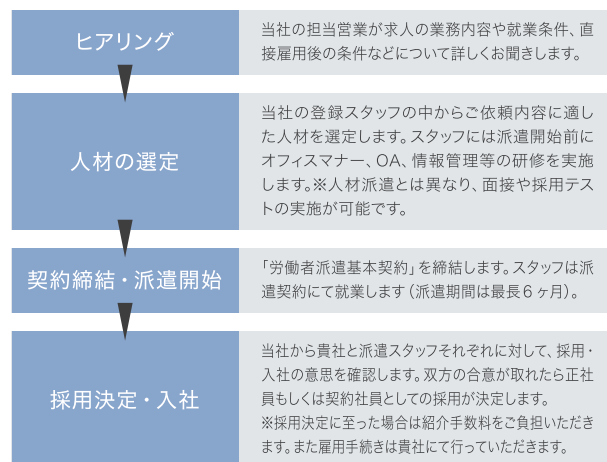 ヒアリング
当社の担当営業が求人の業務内容や就業条件、直
接雇用後の条件などについて詳しくお聞きします。
人材の選定
当社の登録スタッフの中からご依頼内容に適し
た人材を選定します。スタッフには派遣開始前に
オフィスマナー、OA、情報管理等の研修を実施
します。※人材派遣とは異なり、面接や採用テス
トの実施が可能です。
契約締結・派遣開始
「労働者派遣基本契約」を締結します。スタッフは派
遣契約にて就業します（派遣期間は最長６ヶ月）。
採用決定・入社
当社から貴社と派遣スタッフそれぞれに対して、採用・
入社の意思を確認します。双方の合意が取れたら正社
員もしくは契約社員としての採用が決定します。
※採用決定に至った場合は紹介手数料をご負担いただき
ます。また雇用手続きは貴社にて行っていただきます。